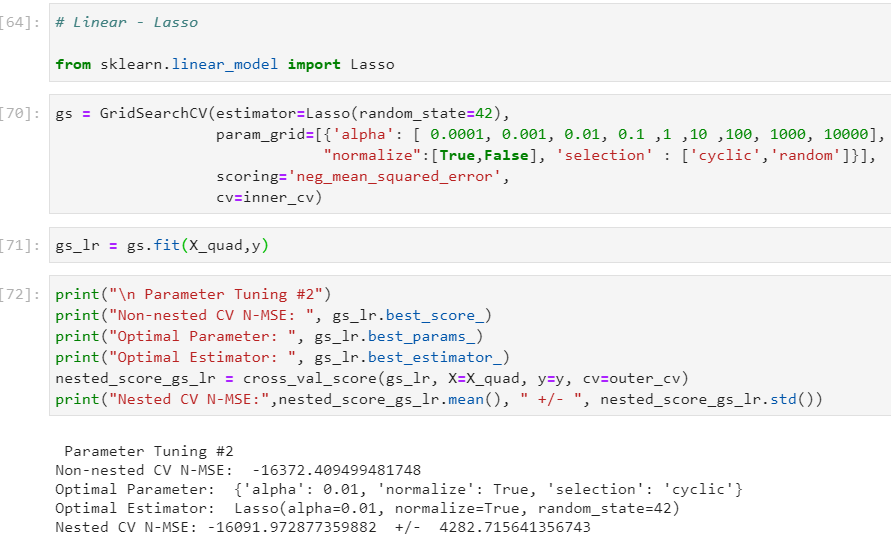 [64]: # Linear - Lasso
from sklearn.linear_model import Lasso
[70]: gs = GridSearchCV(estimator=Lasso(random_state=42),
param_grid=[{'alpha': [ 0.0001, 0.001, 0.01, 0.1 ,1 ,10 ,100, 1000, 10000],
"normalize":[True,False], 'selection' : ['cyclic','random']}],
scoring='neg_mean_squared_error',
cv=inner_cv)
[71]: gs_lr = gs.fit(X_quad,y)
[72]: print("\n Parameter Tuning #2")
print("Non-nested CV N-MSE: ", gs_lr.best_score_)
print("Optimal Parameter: ", gs_lr.best_params_)
print("Optimal Estimator: ", gs_lr.best_estimator_)
nested_score_gs_lr = cross_val_score(gs_lr, X=X_quad, y=y, cv=outer_cv)
print("Nested CV N-MSE:",nested_score_gs_lr.mean(), " +/- ", nested_score_gs_lr.std())
Parameter Tuning #2
Non-nested CV N-MSE:  -16372.409499481748
Optimal Parameter:  {'alpha': 0.01, 'normalize': True, 'selection': 'cyclic'}
Optimal Estimator:  Lasso(alpha=0.01, normalize=True, random_state=42)
Nested CV N-MSE: -16091.972877359882  +/-  4282.715641356743